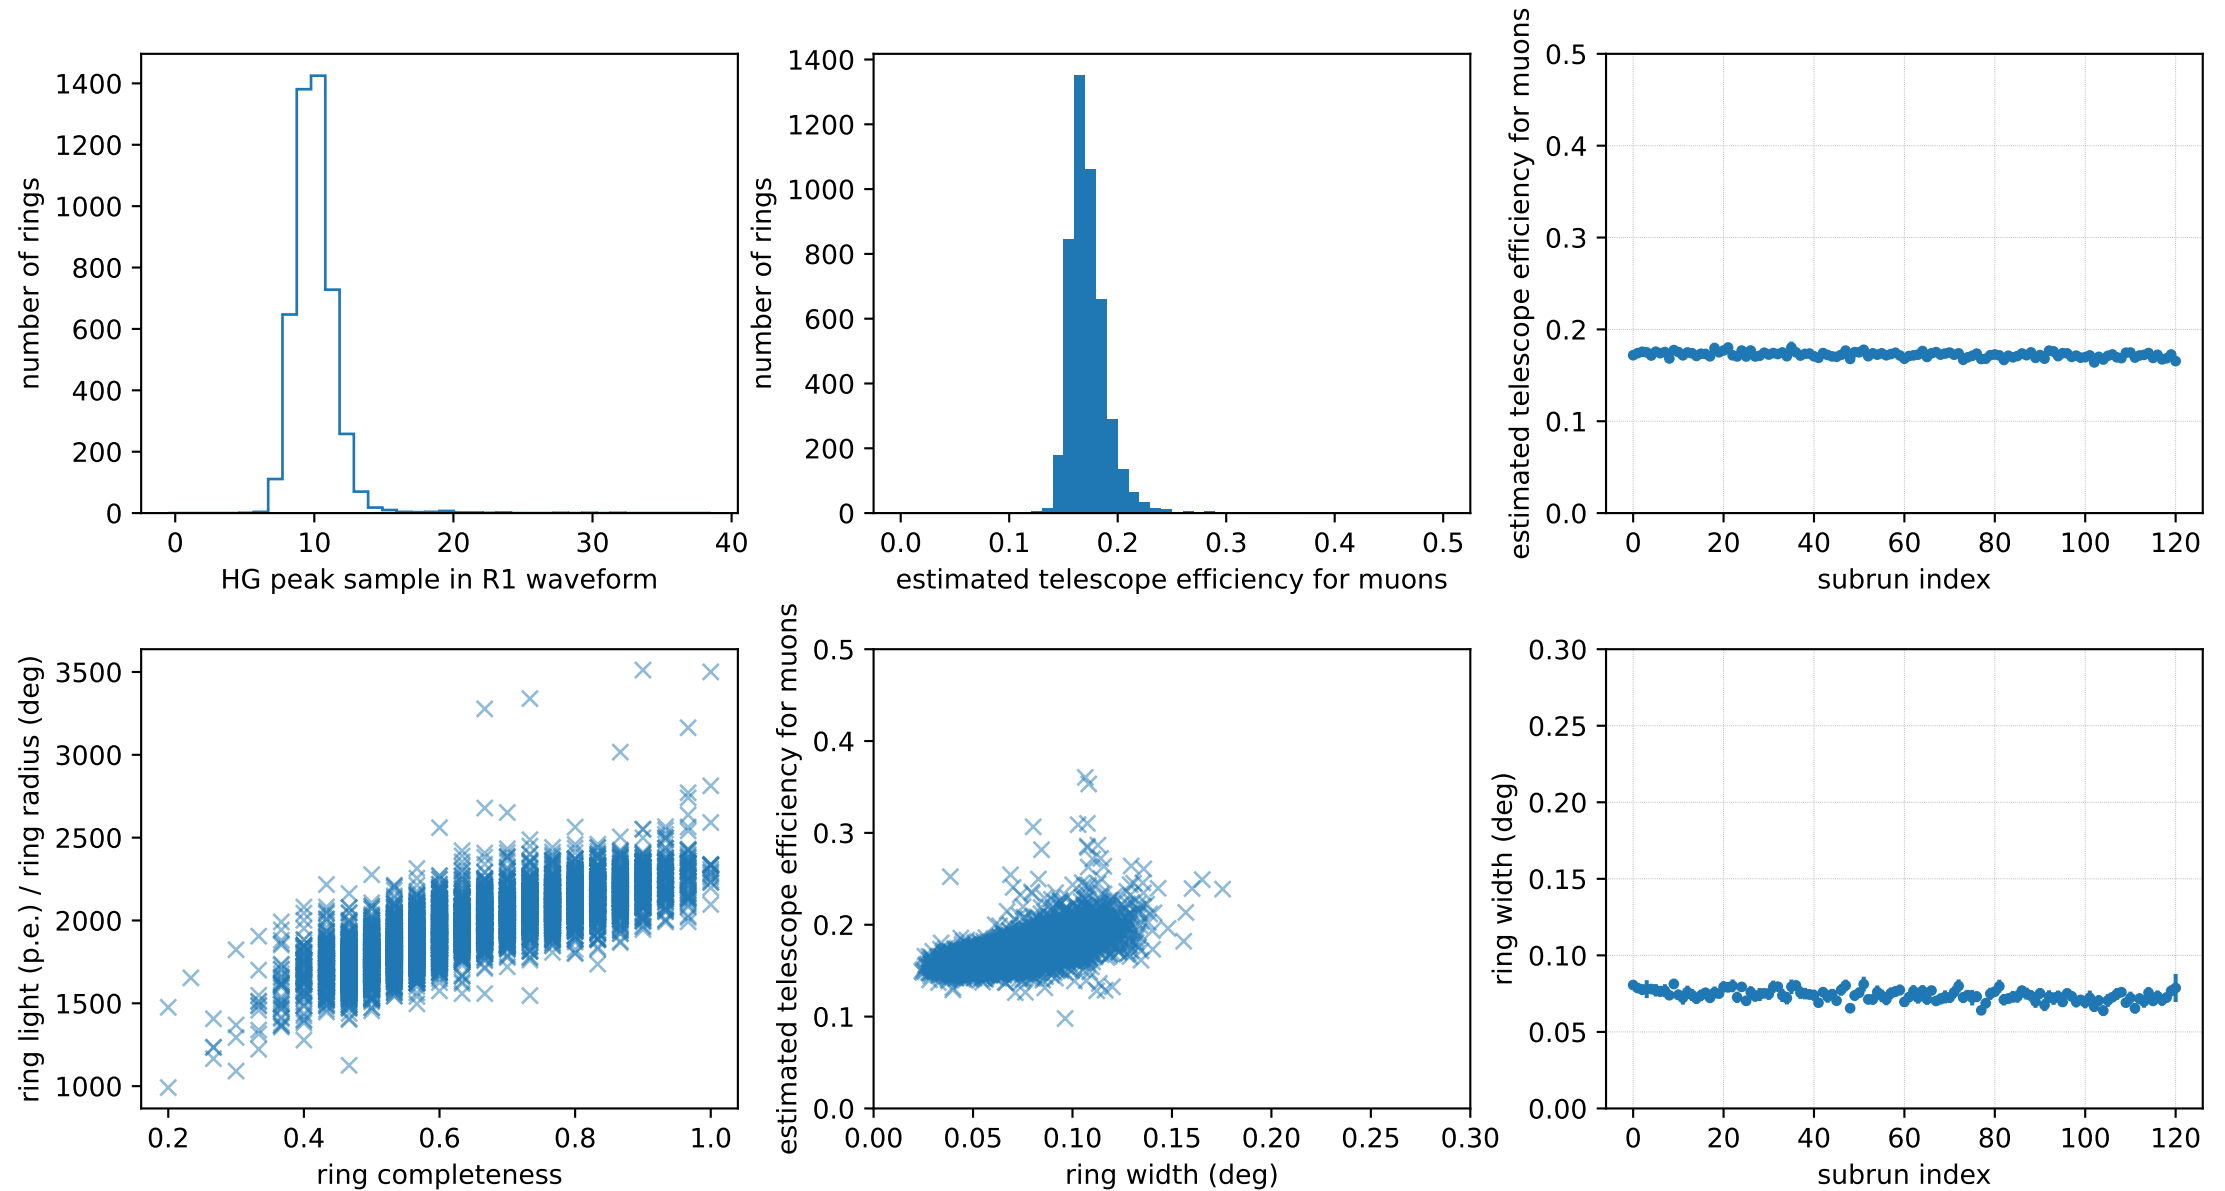 number of rings
1400
1200
1000
800
600
400
200
0
0 10 20 30 40
HG peak sample in R1 waveform
number of rings
1400
1200
1000
800
600
400
200
0
0.0 0.1 0.2 0.3 0.4 0.5
estimated telescope efficiency for muons
estimated telescope efficiency for muons
0.5
0.4
0.3
0.2
0.1
0.0
0 20 40 60 80 100 120
subrun index
ring light (p.e.) / ring radius (deg)
3500
3000
2500
2000
1500
1000
0.2 0.4 0.6 0.8 1.0
ring completeness
estimated telescope efficiency for muons
0.5
0.4
0.3
0.2
0.1
0.0
0.00 0.05 0.10 0.15 0.20 0.25 0.30
ring width (deg)
ring width (deg)
0.30
0.25
0.20
0.15
0.10
0.05
0.00
0 20 40 60 80 100 120
subrun index